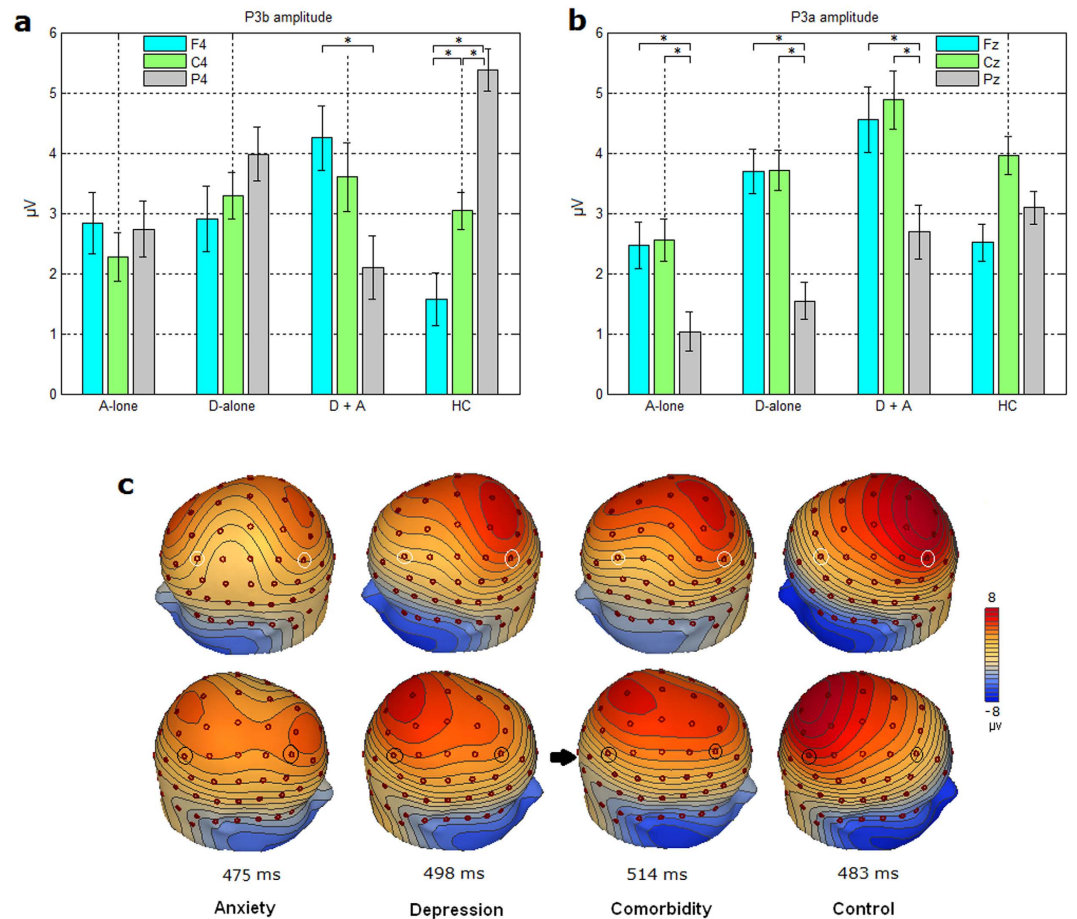 a
P3b amplitude
6
5
4
3
2
1
0
µV
F4
C4
P4
*
*
*
*
A-lone
D-alone
D + A
HC
b
P3a amplitude
6
5
4
3
2
1
0
µV
Fz
Cz
Pz
*
*
*
*
*
*
A-lone
D-alone
D + A
HC
c
8
-8
µv
475 ms
498 ms
514 ms
483 ms
Anxiety
Depression
Comorbidity
Control